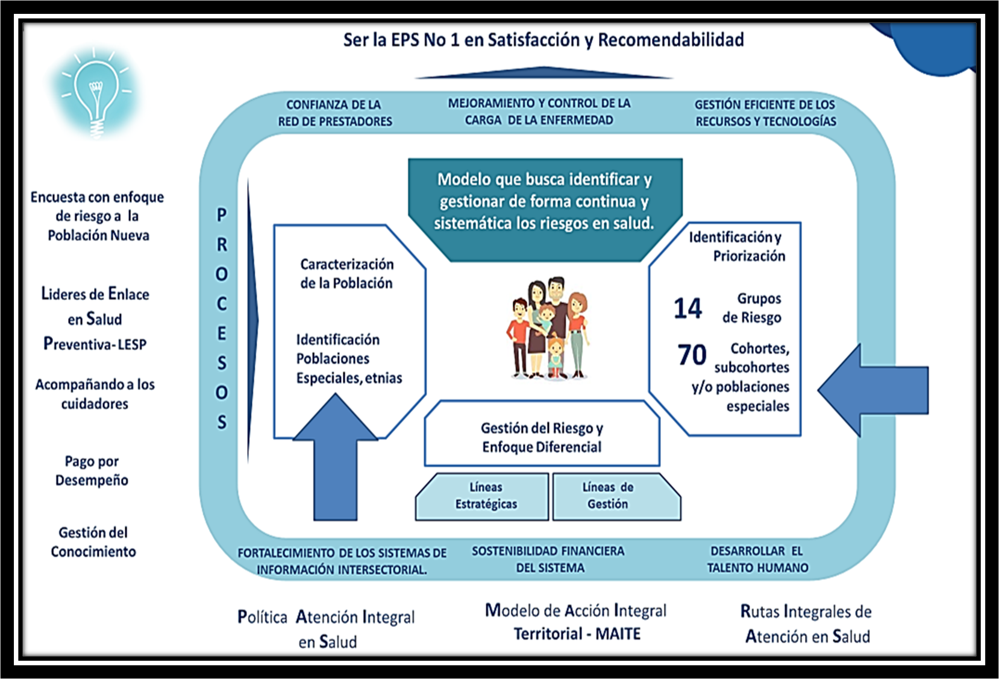 Ser la EPS No 1 en Satisfacción y Recomendabilidad
CONFIANZA DE LA
RED DE PRESTADORES
MEJORAMIENTO Y CONTROL DE LA
CARGA DE LA ENFERMEDAD
GESTIÓN EFICIENTE DE LOS
RECURSOS Y TECNOLOGÍAS
Encuesta con enfoque
de riesgo a la
Población Nueva
Lideres de Enlace
en Salud
Preventiva- LESP
Acompañando a los
cuidadores
Pago por
Desempeño
Gestión del
Conocimiento
P
R
O
C
E
S
O
S
Modelo que busca identificar y
gestionar de forma continua y
sistemática los riesgos en salud.
Caracterización
de la Población
Identificación
Poblaciones
Especiales, etnias
Identificación y
Priorización
14 Grupos
de Riesgo
70 Cohortes,
subcohortes
y/o poblaciones
especiales
Gestión del Riesgo y
Enfoque Diferencial
Líneas
Estratégicas
Líneas de
Gestión
FORTALECIMIENTO DE LOS SISTEMAS DE
INFORMACIÓN INTERSECTORIAL.
SOSTENIBILIDAD FINANCIERA
DEL SISTEMA
DESARROLLAR EL
TALENTO HUMANO
Política Atención Integral
en Salud
Modelo de Acción Integral
Territorial - MAITE
Rutas Integrales de
Atención en Salud